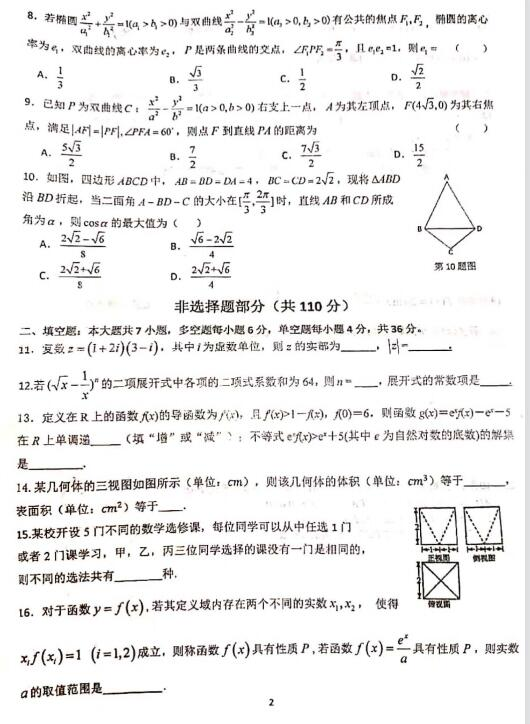 8. 若椭圆 x²/a₁² + y²/b₁² = 1(a₁ > b₁ > 0) 与双曲线 x²/a₂² − y²/b₂² = 1(a₂ > 0, b₂ > 0) 有公共的焦点 F₁, F₂, 椭圆的离心
率为 e₁, 双曲线的离心率为 e₂, P 是两条曲线的交点, ∠F₁PF₂ = π/3, 且 e₁e₂ = 1, 则 e₁ = ( )
A. 1/3 B. √3/3 C. 1/2 D. √2/2
9. 已知 P 为双曲线 C: x²/a² − y²/b² = 1(a > 0, b > 0) 右支上一点, A 为其左顶点, F(4√3,0) 为其右焦
点, 满足 |AF| = |PF|, ∠PFA = 60°, 则点 F 到直线 PA 的距离为 ( )
A. 5√3/2 B. 7/2 C. 7√3/2 D. 15/2
10. 如图, 四边形 ABCD 中, AB = BD = DA = 4, BC = CD = 2√2, 现将 △ABD
沿 BD 折起, 当二面角 A − BD − C 的大小在 [π/3, 2π/3] 时, 直线 AB 和 CD 所成
角为 α, 则 cos α 的最大值为 ( )
A. (2√2−√6)/8 B. (√6−2√2)/4
C. (2√2+√6)/8 D. (2√2+√6)/4
A
B D
C
第 10 题图
非选择题部分(共 110 分)
二、填空题: 本大题共 7 小题, 多空题每小题 6 分, 单空题每小题 4 分, 共 36 分.
11. 复数 z = (1+2i)(3−i), 其中 i 为虚数单位, 则 z 的实部为_____, |z| = _____.
12. 若 (√x − 1/x)ⁿ 的二项展开式中各项的二项式系数和为 64, 则 n = ____, 展开式的常数项是_____.
13. 定义在 R 上的函数 f(x) 的导函数为 f′(x), 且 f′(x)>1−f(x), f(0)=6, 则函数 g(x)=eˣf(x)−eˣ−5
在 R 上单调递_____ (填“增”或“减”); 不等式 eˣf(x)>eˣ+5(其中 e 为自然对数的底数)的解集
是________.
14. 某几何体的三视图如图所示 (单位: cm), 则该几何体的体积 (单位: cm³) 等于_____,
表面积 (单位: cm²) 等于____.
15. 某校开设 5 门不同的数学选修课, 每位同学可以从中任选 1 门
或者 2 门课学习, 甲, 乙, 丙三位同学选择的课没有一门是相同的,
则不同的选法共有_______种.
正视图 侧视图
俯视图
16. 对于函数 y = f(x), 若其定义域内存在两个不同的实数 x₁, x₂, 使得
xᵢf(xᵢ) = 1 (i = 1,2) 成立, 则称函数 f(x) 具有性质 P, 若函数 f(x) = eˣ/a 具有性质 P, 则实数
a 的取值范围是________.
2